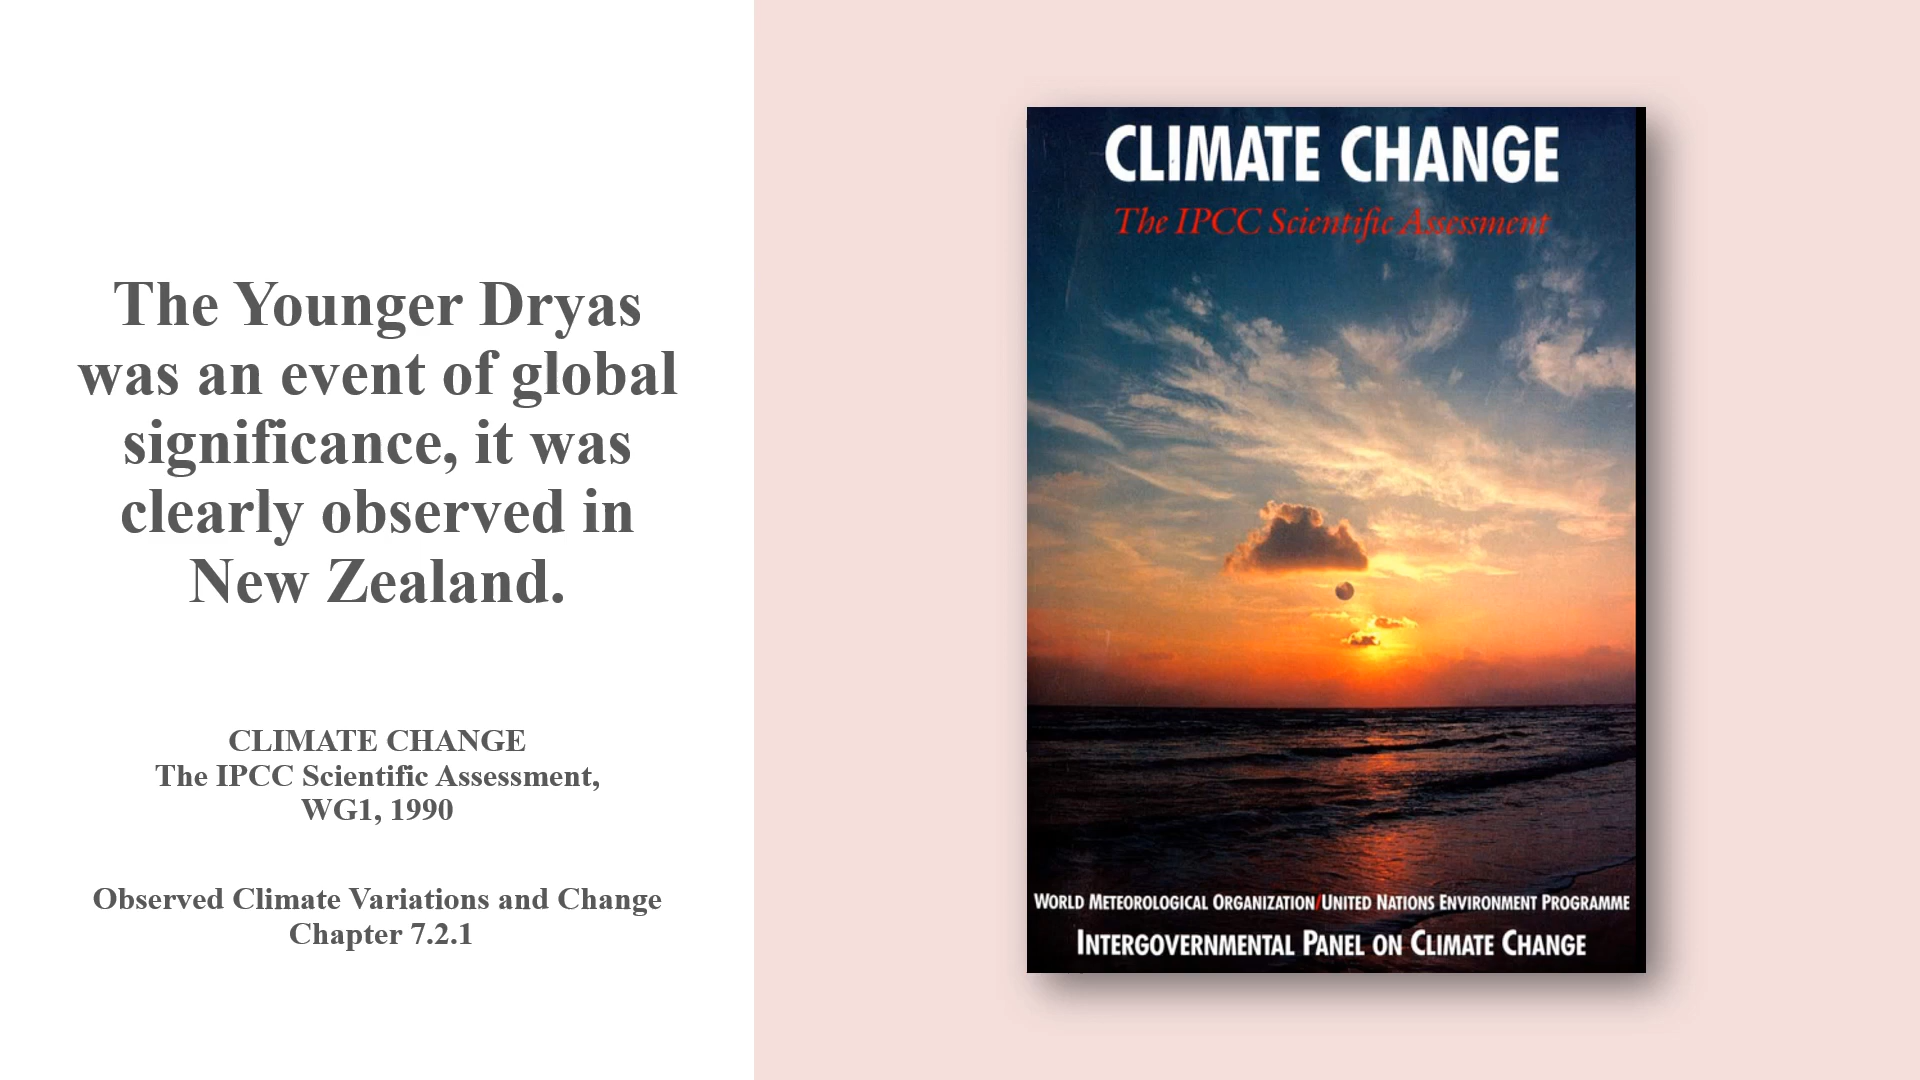 The Younger Dryas
was an event of global
significance, it was
clearly observed in
New Zealand.
CLIMATE CHANGE
The IPCC Scientific Assessment,
WG1, 1990
Observed Climate Variations and Change
Chapter 7.2.1
CLIMATE CHANGE
The IPCC Scientific Assessment
WORLD METEOROLOGICAL ORGANIZATION/UNITED NATIONS ENVIRONMENT PROGRAMME
INTERGOVERNMENTAL PANEL ON CLIMATE CHANGE